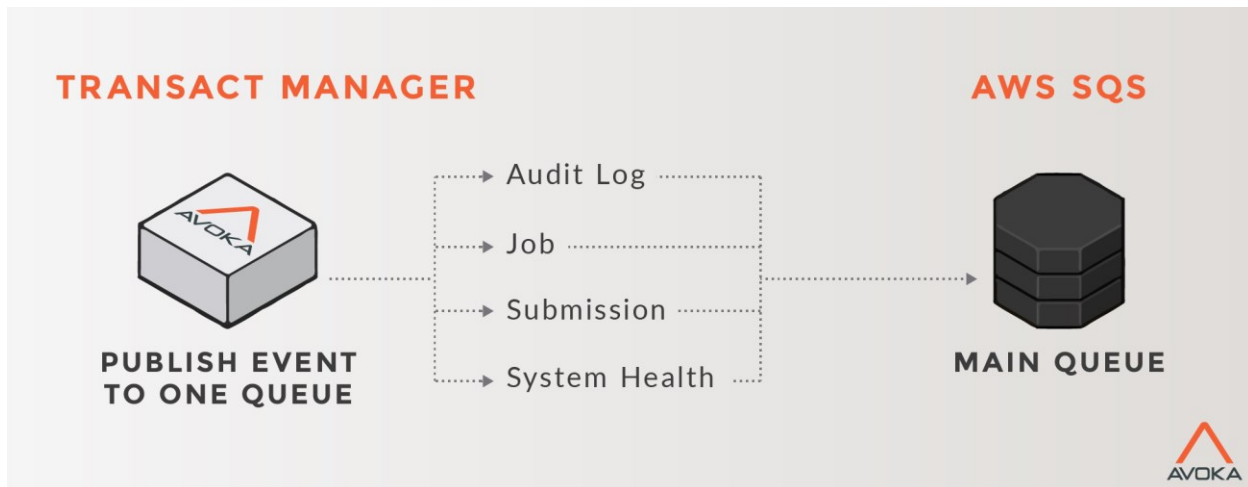 TRANSACT MANAGER
AWS SQS
AVOKA
PUBLISH EVENT
TO ONE QUEUE
Audit Log
Job
Submission
System Health
MAIN QUEUE
AVOKA